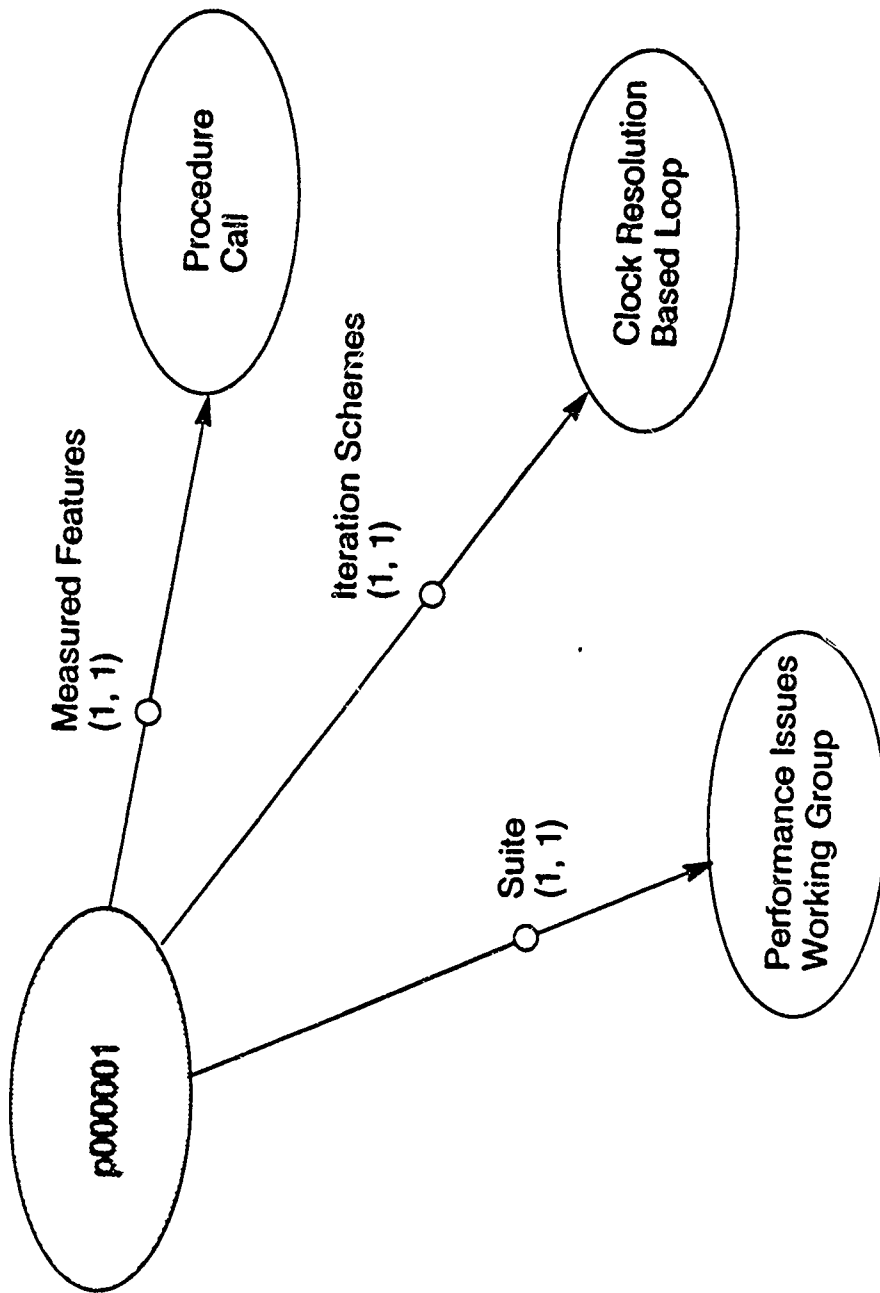 p000001
Measured Features
(1, 1)
Procedure
Call
Iteration Schemes
(1, 1)
Clock Resolution
Based Loop
Suite
(1, 1)
Performance Issues
Working Group